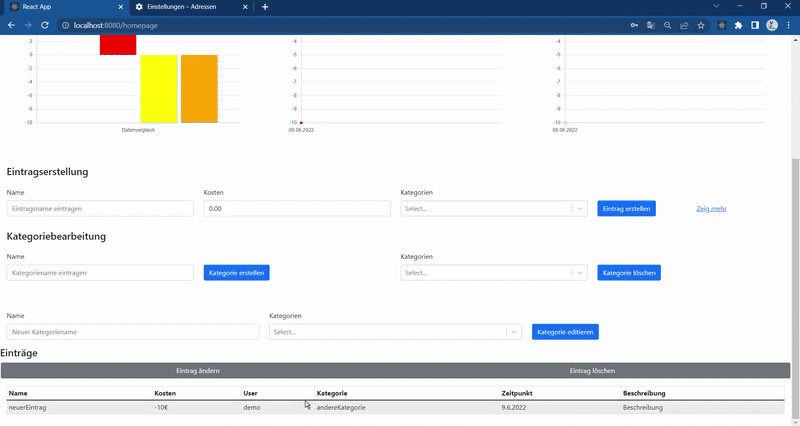 React App
Einstellungen – Adressen
localhost:8080/homepage
2
0
-2
-4
-6
-8
-10
Datenvergleich
-4
-5
-6
-7
-8
-9
-10
09.06.2022
-4
-5
-6
-7
-8
-9
-10
09.06.2022
Eintragserstellung
Name Kosten Kategorien
Eintragsname eintragen 0,00 Select... Eintrag erstellen Zeig mehr
Kategoriebearbeitung
Name Kategorien
Kategoriename eintragen Kategorie erstellen Select... Kategorie löschen
Name Kategorien
Neuer Kategoriename Select... Kategorie editieren
Einträge
Eintrag ändern Eintrag löschen
Name Kosten User Kategorie Zeitpunkt Beschreibung
neuerEintrag -10€ demo andereKategorie 9.6.2022 Beschreibung